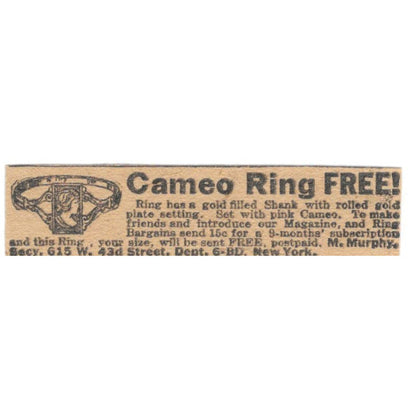 Cameo Ring FREE!
Ring has a gold filled Shank with rolled gold
plate setting. Set with pink Cameo. To make
friends and introduce our Magazine, and Ring
Bargains send 15c for a 9-months' subscription
and this Ring, your size, will be sent FREE, postpaid. M. Murphy,
Secy, 615 W. 43d Street, Dept. 6-BD, New York.